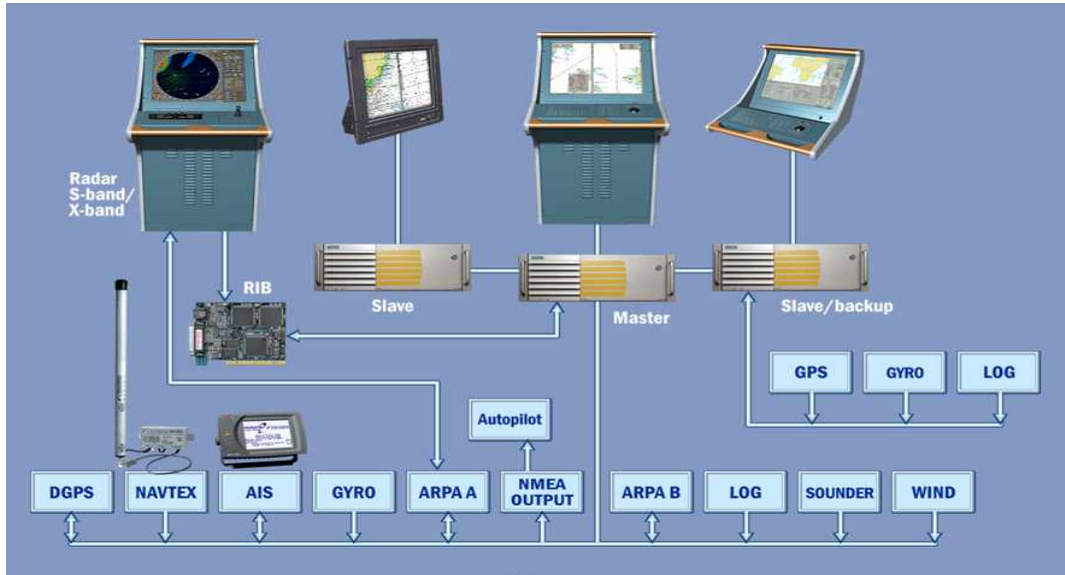 Radar
S-band/
X-band
RIB
Slave
Master
Slave/backup
GPS
GYRO
LOG
Autopilot
DGPS
NAVTEX
AIS
GYRO
ARPA A
NMEA
OUTPUT
ARPA B
LOG
SOUNDER
WIND